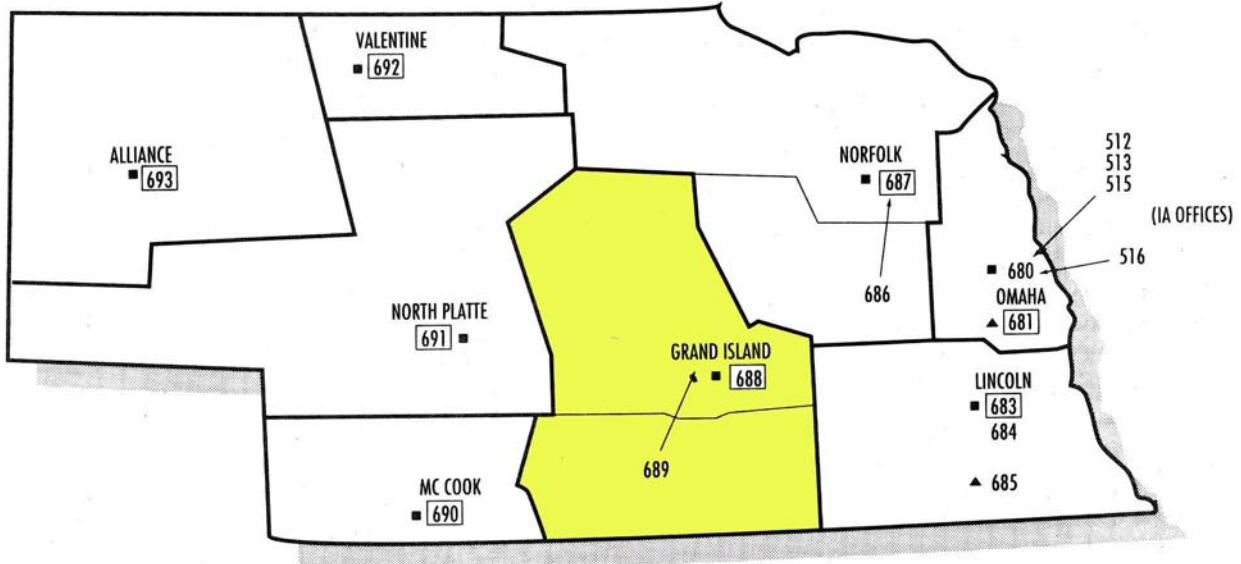 VALENTINE
692
ALLIANCE
693
NORFOLK
687
512
513
515
(IA OFFICES)
516
680
OMAHA
681
686
NORTH PLATTE
691
GRAND ISLAND
688
LINCOLN
683
684
689
685
MC COOK
690